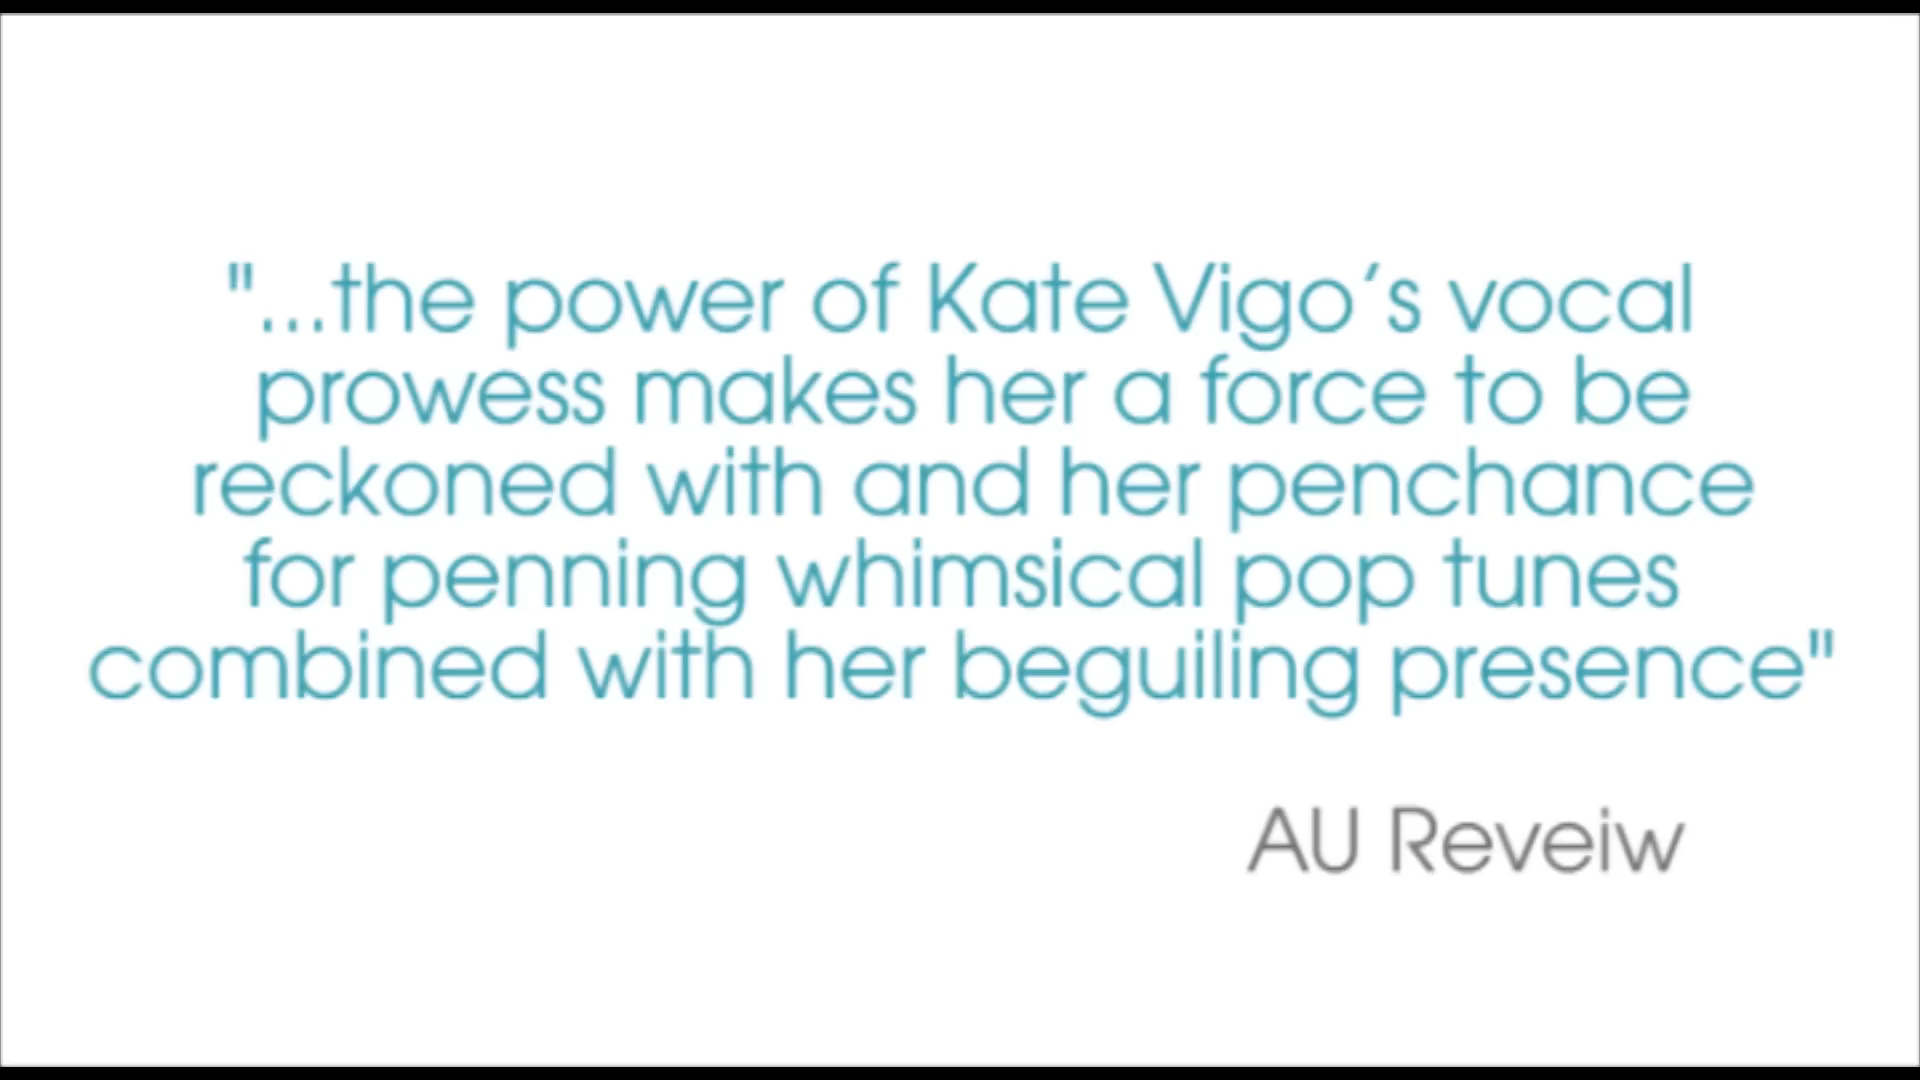 "...the power of Kate Vigo's vocal
prowess makes her a force to be
reckoned with and her penchance
for penning whimsical pop tunes
combined with her beguiling presence"
AU Reveiw